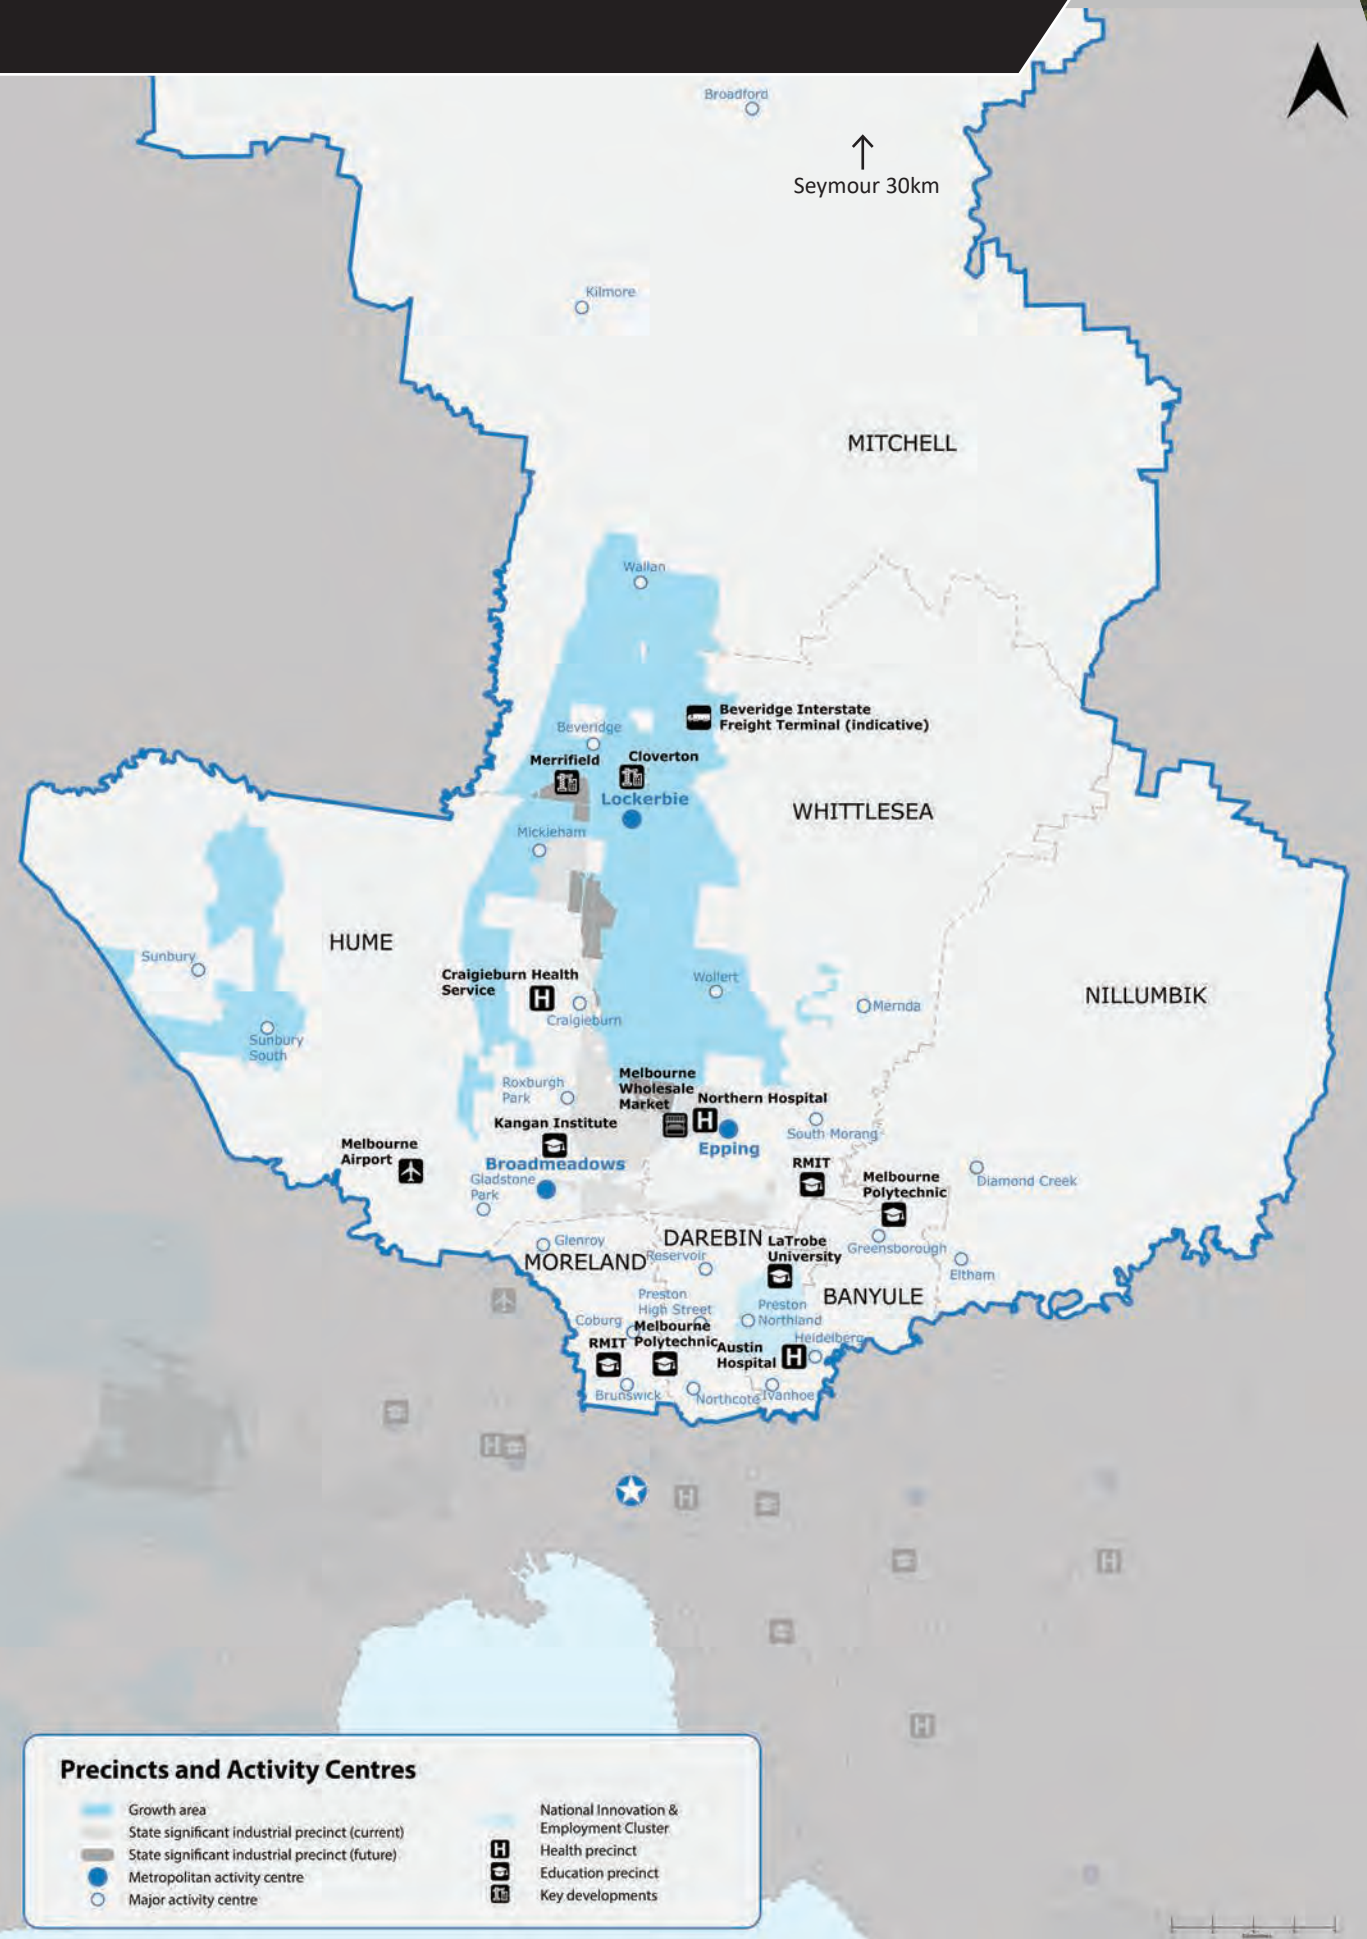 Broadford
Seymour 30km
Kilmore
MITCHELL
Wallan
Beveridge Interstate
Freight Terminal (indicative)
Beveridge
Merrifield
Cloverton
Lockerbie
WHITTLESEA
Mickleham
HUME
Sunbury
Craigieburn Health
Service
H
Craigieburn
Wollert
Mernda
NILLUMBIK
Sunbury
South
Roxburgh
Park
Melbourne
Wholesale
Market
Northern Hospital
H
Kangan Institute
Epping
South Morang
Melbourne
Airport
Broadmeadows
Gladstone
Park
RMIT
Melbourne
Polytechnic
Diamond Creek
Glenroy
MORELAND
DAREBIN
Reservoir
LaTrobe
University
Greensborough
Eltham
BANYULE
Preston
High Street
Preston
Northland
Coburg
Melbourne
Polytechnic
RMIT
Austin
Hospital
H
Heidelberg
Brunswick
Northcote
Ivanhoe
H
H
H
H
Precincts and Activity Centres
Growth area
State significant industrial precinct (current)
State significant industrial precinct (future)
Metropolitan activity centre
Major activity centre
National Innovation &
Employment Cluster
H Health precinct
Education precinct
Key developments